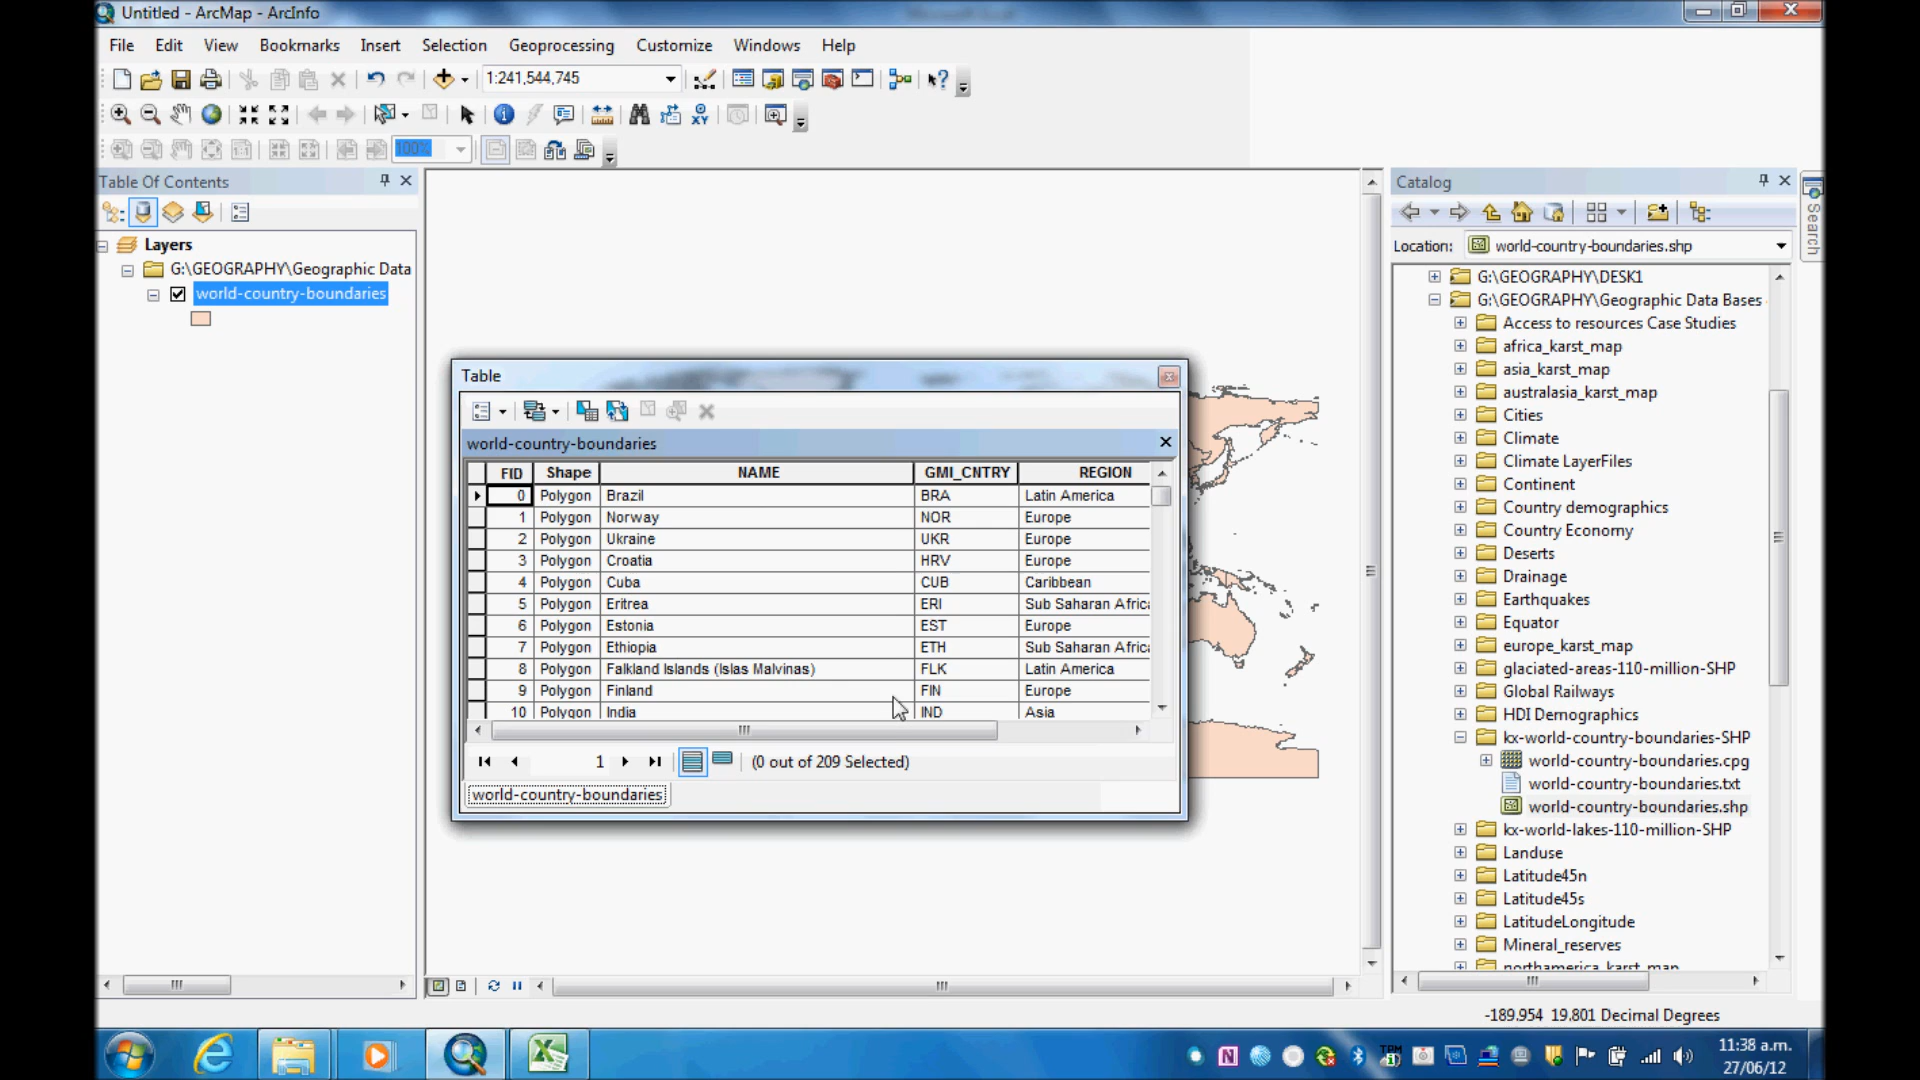 Untitled - ArcMap - ArcInfo
File Edit View Bookmarks Insert Selection Geoprocessing Customize Windows Help
1:241,544,745
100%
Table Of Contents
Layers
G:\GEOGRAPHY\Geographic Data
world-country-boundaries
Table
world-country-boundaries
FID Shape NAME GMI_CNTRY REGION
0 Polygon Brazil BRA Latin America
1 Polygon Norway NOR Europe
2 Polygon Ukraine UKR Europe
3 Polygon Croatia HRV Europe
4 Polygon Cuba CUB Caribbean
5 Polygon Eritrea ERI Sub Saharan Afric
6 Polygon Estonia EST Europe
7 Polygon Ethiopia ETH Sub Saharan Afric
8 Polygon Falkland Islands (Islas Malvinas) FLK Latin America
9 Polygon Finland FIN Europe
10 Polygon India IND Asia
1 (0 out of 209 Selected)
world-country-boundaries
Catalog
Search
Location: world-country-boundaries.shp
G:\GEOGRAPHY\DESK1
G:\GEOGRAPHY\Geographic Data Bases
Access to resources Case Studies
africa_karst_map
asia_karst_map
australasia_karst_map
Cities
Climate
Climate LayerFiles
Continent
Country demographics
Country Economy
Deserts
Drainage
Earthquakes
Equator
europe_karst_map
glaciated-areas-110-million-SHP
Global Railways
HDI Demographics
kx-world-country-boundaries-SHP
world-country-boundaries.cpg
world-country-boundaries.txt
world-country-boundaries.shp
kx-world-lakes-110-million-SHP
Landuse
Latitude45n
Latitude45s
LatitudeLongitude
Mineral_reserves
northamerica_karst_map
-189.954 19.801 Decimal Degrees
11:38 a.m.
27/06/12